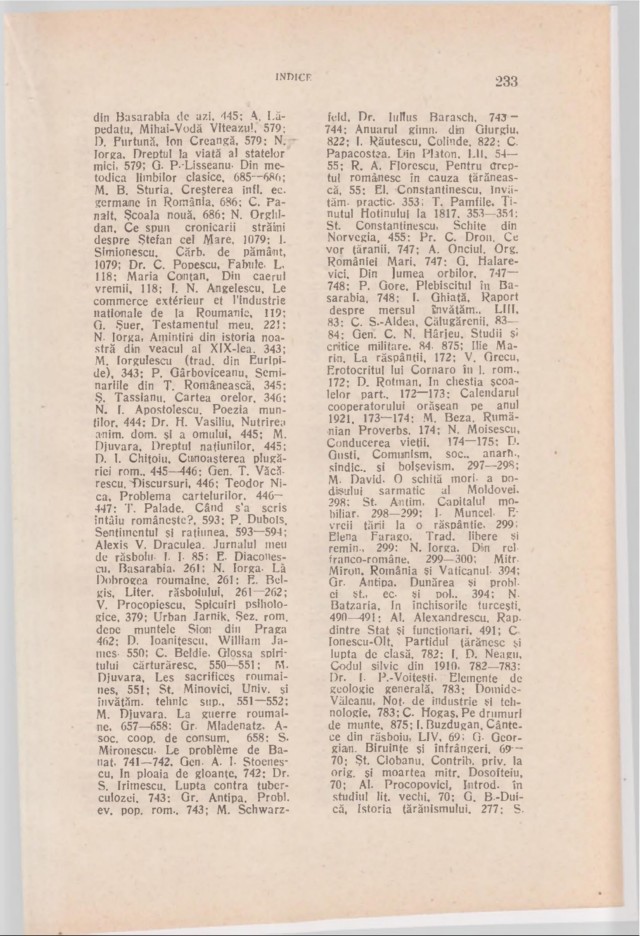 INDICE
233
din Basarabia de azi, 445; A. Lă-
pedatu, Mihai-Vodă Viteazul, 579;
D. Furtună, Ion Creangă, 579; N.
Iorga. Dreptul la viață al statelor
mici, 579; G. P.-Lisseanu. Din me-
todica limbilor clasice, 685—686;
M. B. Sturia, Creșterea infl. ec.
germane în România, 686; C. Pa-
nait, Școala nouă, 686; N. Orghi-
dan, Ce spun cronicarii străini
despre Ștefan cel Mare, 1079; I.
Simionescu, Cărb. de pământ,
1079; Dr. C. Popescu, Fabule, L,
118; Maria Conțan, Din caerul
vremii, 118; I. N. Angelescu, Le
commerce extérieur et l'industrie
nationale de la Roumanie, 119;
G. Șuer, Testamentul meu, 221;
N. Iorga, Amintiri din istoria noa-
stră din veacul al XIX-lea, 343;
M. Iorgulescu (trad. din Euripi-
de), 343; P. Gârboviceanu, Semi-
nariile din T. Românească, 345;
Ș. Tassianu, Cartea orelor, 346;
N. I. Apostolescu, Poezia mun-
ților, 444; Dr. H. Vasiliu, Nutrirea
anim. dom. și a omului, 445; M.
Djuvara, Dreptul națiunilor, 445;
D. I. Chițoiu, Cunoașterea plugă-
riei rom., 445—446; Gen. T. Văcă-
rescu, Discursuri, 446; Teodor Ni-
ca, Problema cartelurilor, 446—
447; T. Palade, Când s'a scris
întâiu românește?, 593; P. Dubois,
Sentimentul și rațiunea, 593—594;
Alexis V. Draculea, Jurnalul meu
de răsboiu, LI, 85; E. Diacones-
cu, Basarabia, 261; N. Iorga. La
Dobrogea roumaine, 261; E. Bel-
gis, Liter. războiului, 261—262;
V. Procopiescu, Spicuiri psiholo-
gice, 379; Urban Jarnik, Șez. rom.
depe muntele Sion din Praga
462; D. Ioanițescu, William Ja-
mes, 550; C. Beldie, Glossa spiri-
tului cărturăresc, 550—551; M.
Djuvara, Les sacrifices roumai-
nes, 551; St. Minovici, Univ. și
învățăm. tehnic sup., 551—552;
M. Djuvara. La guerre roumai-
ne, 657—658; Gr. Mladenatz, A-
soc. coop. de consum, 658; S.
Mironescu. Le problème de Ba-
nat, 741—742, Gen. A. I. Stoenes-
cu, In ploaia de gloanțe, 742; Dr.
S. Irimescu, Lupta contra tuber-
culozei, 743; Gr. Antipa, Probl.
ev. pop. rom., 743; M. Schwarz-
feld, Dr. Iulius Barasch, 743—
744; Anuarul gimn. din Giurgiu,
822; I. Răutescu, Colinde, 822; C.
Papacostea, Din Platon, LII, 54—
55; R. A. Florescu, Pentru drep-
tul românesc în cauza țărăneas-
că, 55; El. Constantinescu, Invă-
țăm. practic, 353; T. Pamfile, Ți-
nutul Hotinului la 1817, 353—354;
St. Constantinescu, Schițe din
Norvegia, 455; Pr. C. Dron, Ce
vor țăranii, 747; A. Onciul, Org.
României Mari, 747; G. Halare-
vici, Din lumea orbilor, 747—
748; P. Gore, Plebiscitul în Ba-
sarabia, 748; I. Ghiață, Raport
despre mersul învățăm., LIII,
83; C. S.-Aldea, Călugărenii, 83—
84; Gen. C. N. Hârjeu, Studii și
critice militare, 84, 875; Ilie Ma-
rin, La răspântii, 172; V. Grecu,
Erotocritul lui Cornaro în l. rom.,
172; D. Rotman, In chestia școa-
lelor part., 172—173; Calendarul
cooperatorului orășean pe anul
1921, 173—174; M. Beza, Rumă-
nian Proverbs, 174; N. Moisescu,
Conducerea vieții, 174—175; D.
Gusti, Comunism, soc., anarh.,
sindic., și bolșevism, 297—298;
M. David, O schiță morf. a po-
dișului sarmatic al Moldovei,
298; St. Antim, Capitalul mo-
biliar, 298—299; I. Muncel, E-
vreii țării la o răspântie, 299;
Elena Farago, Trad. libere și
remin., 299; N. Iorga, Din rel.
franco-române, 299—300; Mitr.
Miron, România și Vaticanul, 394;
Gr. Antipa, Dunărea și probl.
ei șt., ec. și pol., 394; N.
Batzaria, In închisorile turcești,
490—491; Al. Alexandrescu, Rap.
dintre Stat și funcționari, 491; C.
Ionescu-Olt, Partidul țărănesc și
lupta de clasă, 782; I. D. Neagu,
Codul silvic din 1910, 782—783;
Dr. I. P.-Voitești, Elemente de
geologie generală, 783; Domide-
Vălceanu, Noț. de industrie și teh-
nologie, 783; C. Hogaș, Pe drumuri
de munte, 875; I. Buzdugan, Cânte-
ce din răsboiu, LIV, 69; G. Geor-
gian, Biruințe și înfrângeri, 69—
70; Șt. Ciobanu, Contrib. priv. la
orig. și moartea mitr. Dosofteiu,
70; Al. Procopovici, Introd. în
studiul lit. vechi, 70; G. B.-Dui-
că, Istoria țărănismului, 277; S.